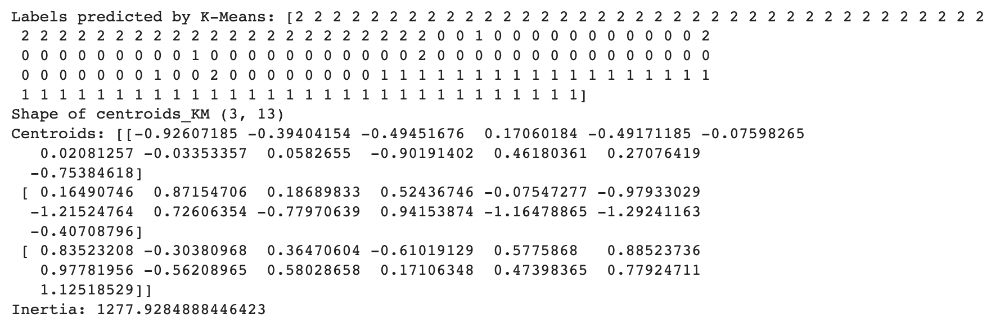 Labels predicted by K-Means: [2 2 2 2 2 2 2 2 2 2 2 2 2 2 2 2 2 2 2 2 2 2 2 2 2 2 2 2 2 2 2 2 2 2 2 2 2
2 2 2 2 2 2 2 2 2 2 2 2 2 2 2 2 2 2 2 2 2 2 0 0 1 0 0 0 0 0 0 0 0 0 0 0 2
0 0 0 0 0 0 0 0 0 1 0 0 0 0 0 0 0 0 0 0 0 2 0 0 0 0 0 0 0 0 0 0 0 0 0 0 0
0 0 0 0 0 0 0 1 0 0 2 0 0 0 0 0 0 0 0 1 1 1 1 1 1 1 1 1 1 1 1 1 1 1 1 1 1
1 1 1 1 1 1 1 1 1 1 1 1 1 1 1 1 1 1 1 1 1 1 1 1 1 1 1 1 1 1]
Shape of centroids_KM (3, 13)
Centroids: [[-0.92607185 -0.39404154 -0.49451676 0.17060184 -0.49171185 -0.07598265
0.02081257 -0.03353357 0.0582655 -0.90191402 0.46180361 0.27076419
-0.75384618]
[ 0.16490746 0.87154706 0.18689833 0.52436746 -0.07547277 -0.97933029
-1.21524764 0.72606354 -0.77970639 0.94153874 -1.16478865 -1.29241163
-0.40708796]
[ 0.83523208 -0.30380968 0.36470604 -0.61019129 0.5775868 0.88523736
0.97781956 -0.56208965 0.58028658 0.17106348 0.47398365 0.77924711
1.12518529]]
Inertia: 1277.9284888446423